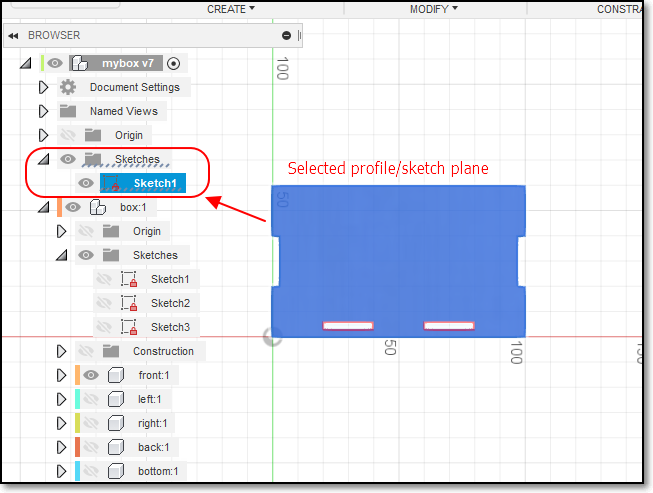 CREATE MODIFY CONSTRA
BROWSER
mybox v7
Document Settings
Named Views
Origin
Sketches
Sketch1
box:1
Origin
Sketches
Sketch1
Sketch2
Sketch3
Construction
front:1
left:1
right:1
back:1
bottom:1
100
Selected profile/sketch plane
50
50
100
15